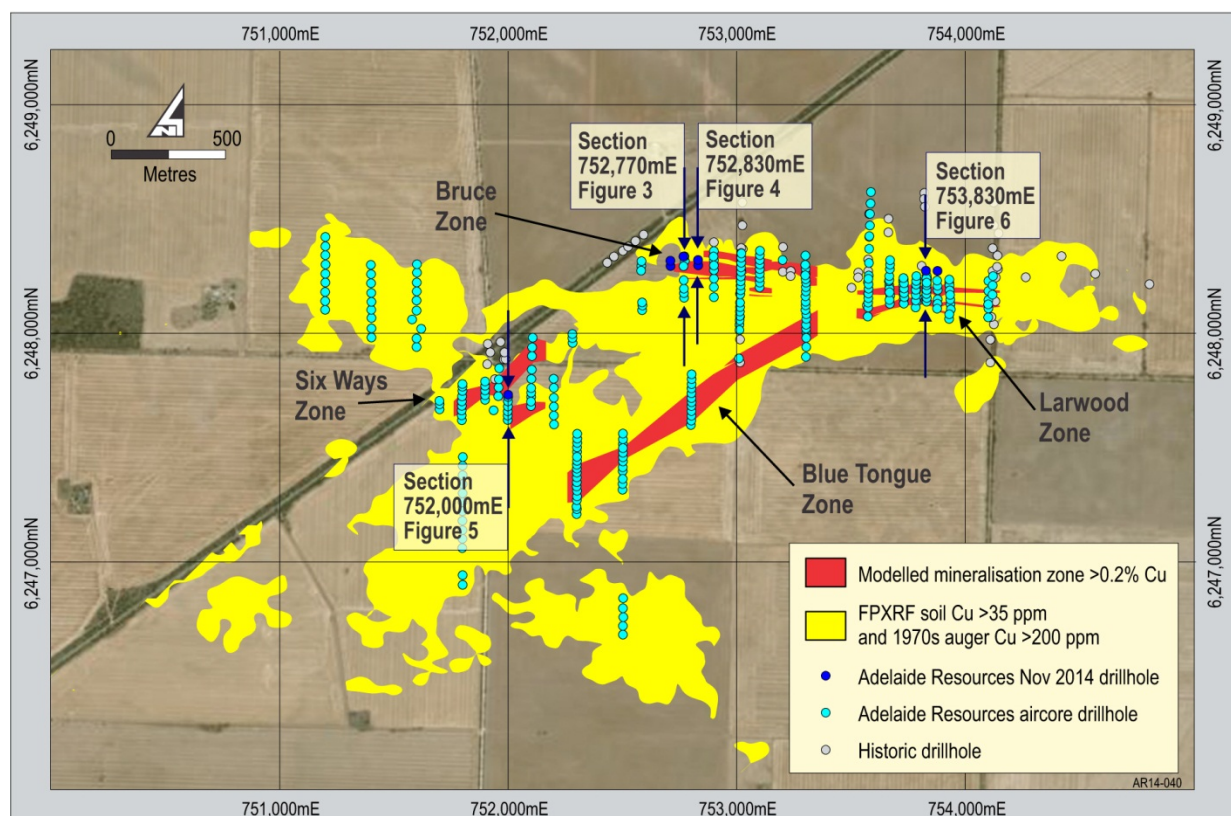 751,000mE
752,000mE
753,000mE
754,000mE
6,249,000mN
6,249,000mN
N
0
500
Metres
Section
752,770mE
Figure 3
Section
752,830mE
Figure 4
Section
753,830mE
Figure 6
Bruce
Zone
6,248,000mN
6,248,000mN
Six Ways
Zone
Larwood
Zone
Blue Tongue
Zone
Section
752,000mE
Figure 5
6,247,000mN
6,247,000mN
Modelled mineralisation zone >0.2% Cu
FPXRF soil Cu >35 ppm
and 1970s auger Cu >200 ppm
Adelaide Resources Nov 2014 drillhole
Adelaide Resources aircore drillhole
Historic drillhole
AR14-040
751,000mE
752,000mE
753,000mE
754,000mE